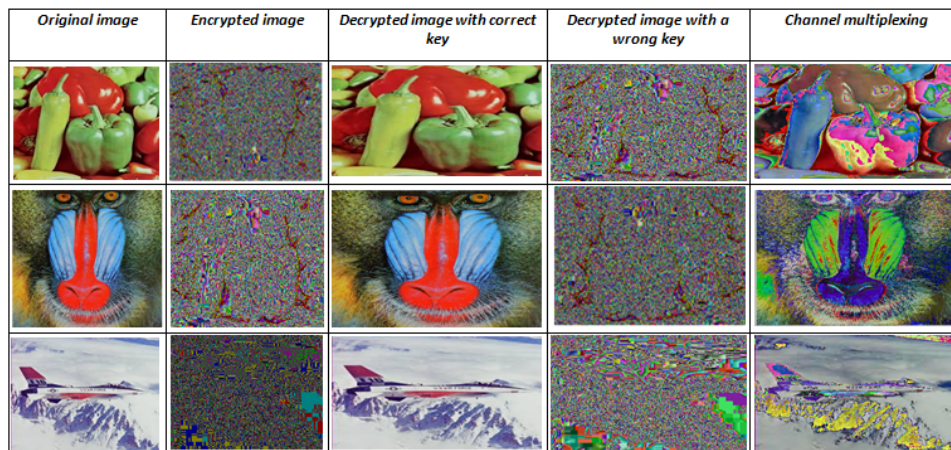 Original image
Encrypted image
Decrypted image with correct
key
Decrypted image with a
wrong key
Channel multiplexing